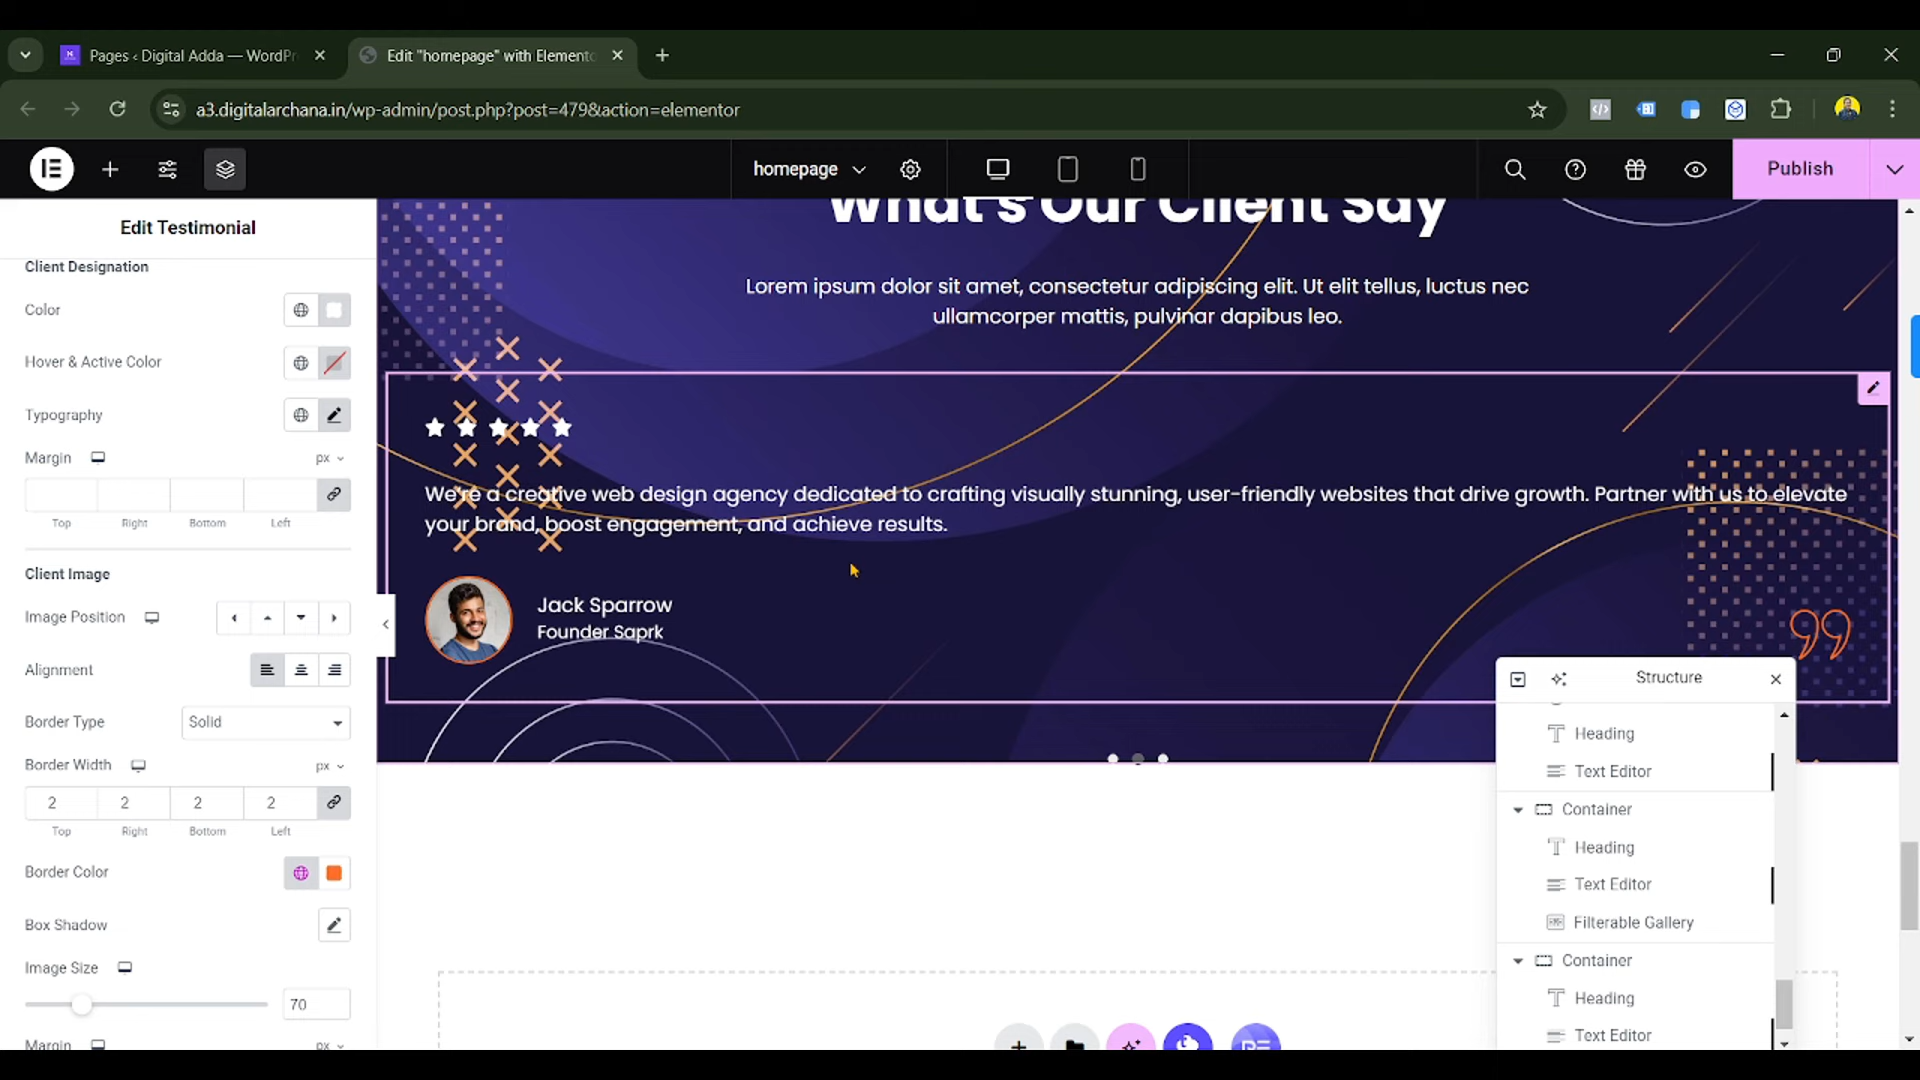 Pages ‹ Digital Adda — WordPr
Edit "homepage" with Elemento
a3.digitalarchana.in/wp-admin/post.php?post=479&action=elementor
homepage
Publish
Edit Testimonial
Client Designation
Color
Hover & Active Color
Typography
Margin
px
Top Right Bottom Left
Client Image
Image Position
Alignment
Border Type
Solid
Border Width
px
2 2 2 2
Top Right Bottom Left
Border Color
Box Shadow
Image Size
70
Margin
px
What's Our Client Say
Lorem ipsum dolor sit amet, consectetur adipiscing elit. Ut elit tellus, luctus nec
ullamcorper mattis, pulvinar dapibus leo.
We're a creative web design agency dedicated to crafting visually stunning, user-friendly websites that drive growth. Partner with us to elevate
your brand, boost engagement, and achieve results.
Jack Sparrow
Founder Saprk
Structure
Heading
Text Editor
Container
Heading
Text Editor
Filterable Gallery
Container
Heading
Text Editor